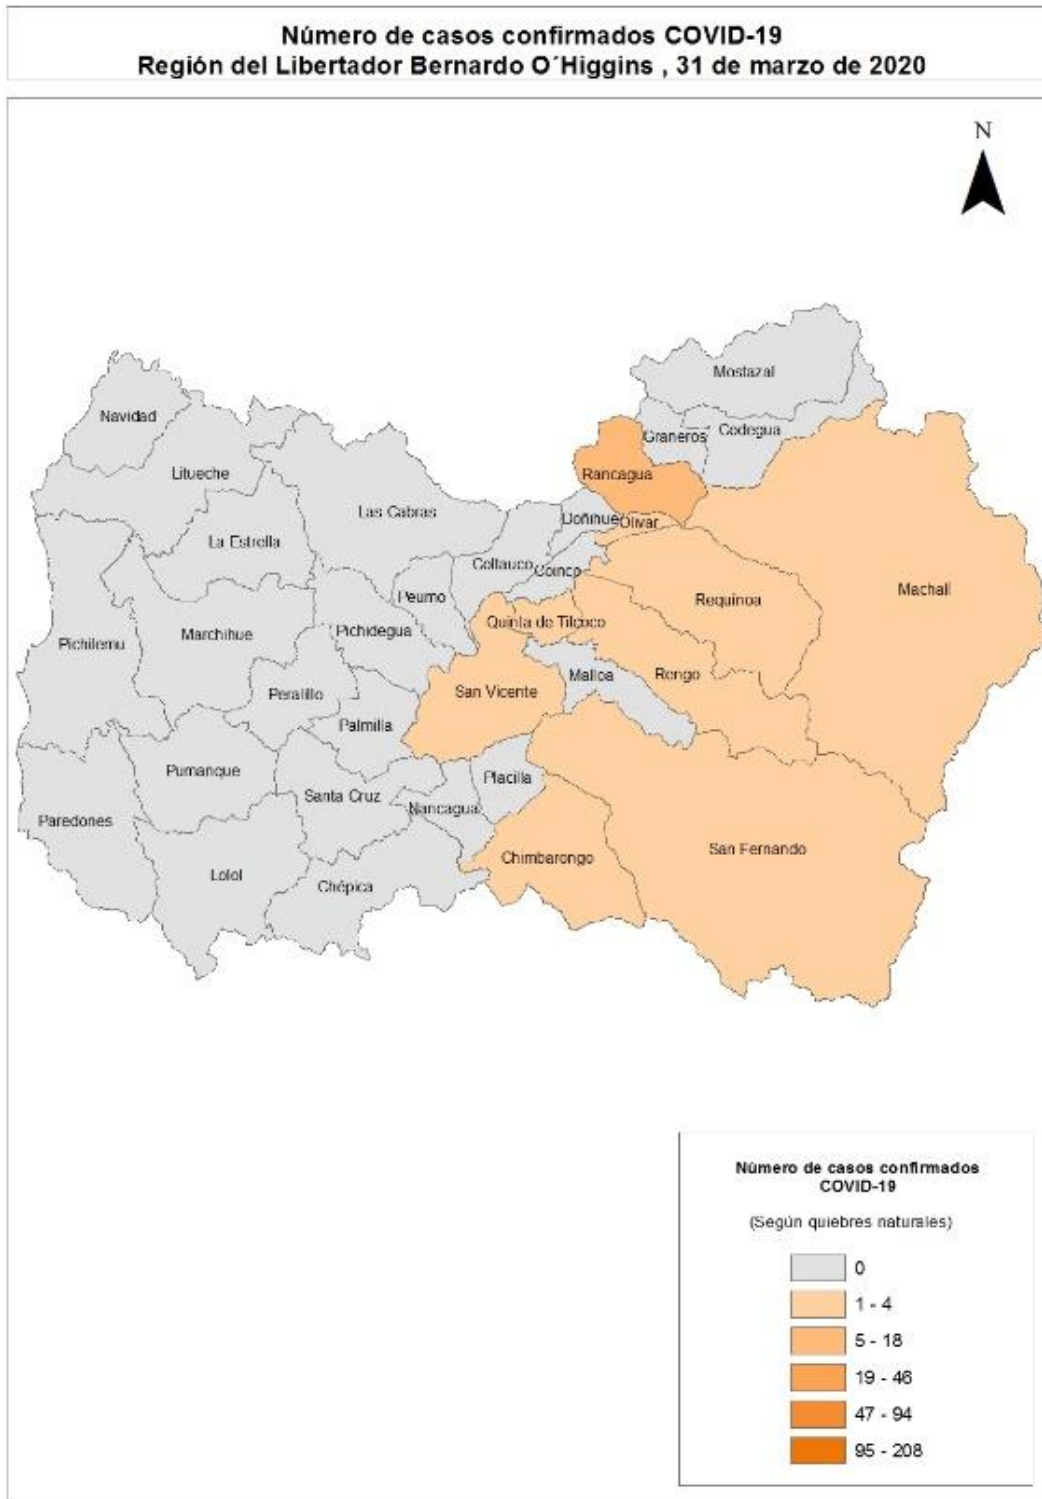 Número de casos confirmados COVID-19
Región del Libertador Bernardo O´Higgins , 31 de marzo de 2020
N
Mostazal
Navidad
Graneros
Codegua
Litueche
Rancagua
Las Cabras
Doñihue
Olivar
La Estrella
Coltauco
Coinco
Machalí
Peumo
Requínoa
Quinta de Tilcoco
Pichidegua
Marchihue
Pichilemu
Malloa
Rengo
San Vicente
Peralillo
Palmilla
Pumanque
Placilla
Santa Cruz
Nancagua
Paredones
San Fernando
Chimbarongo
Lolol
Chépica
Número de casos confirmados
COVID-19
(Según quiebres naturales)
0
1 - 4
5 - 18
19 - 46
47 - 94
95 - 208